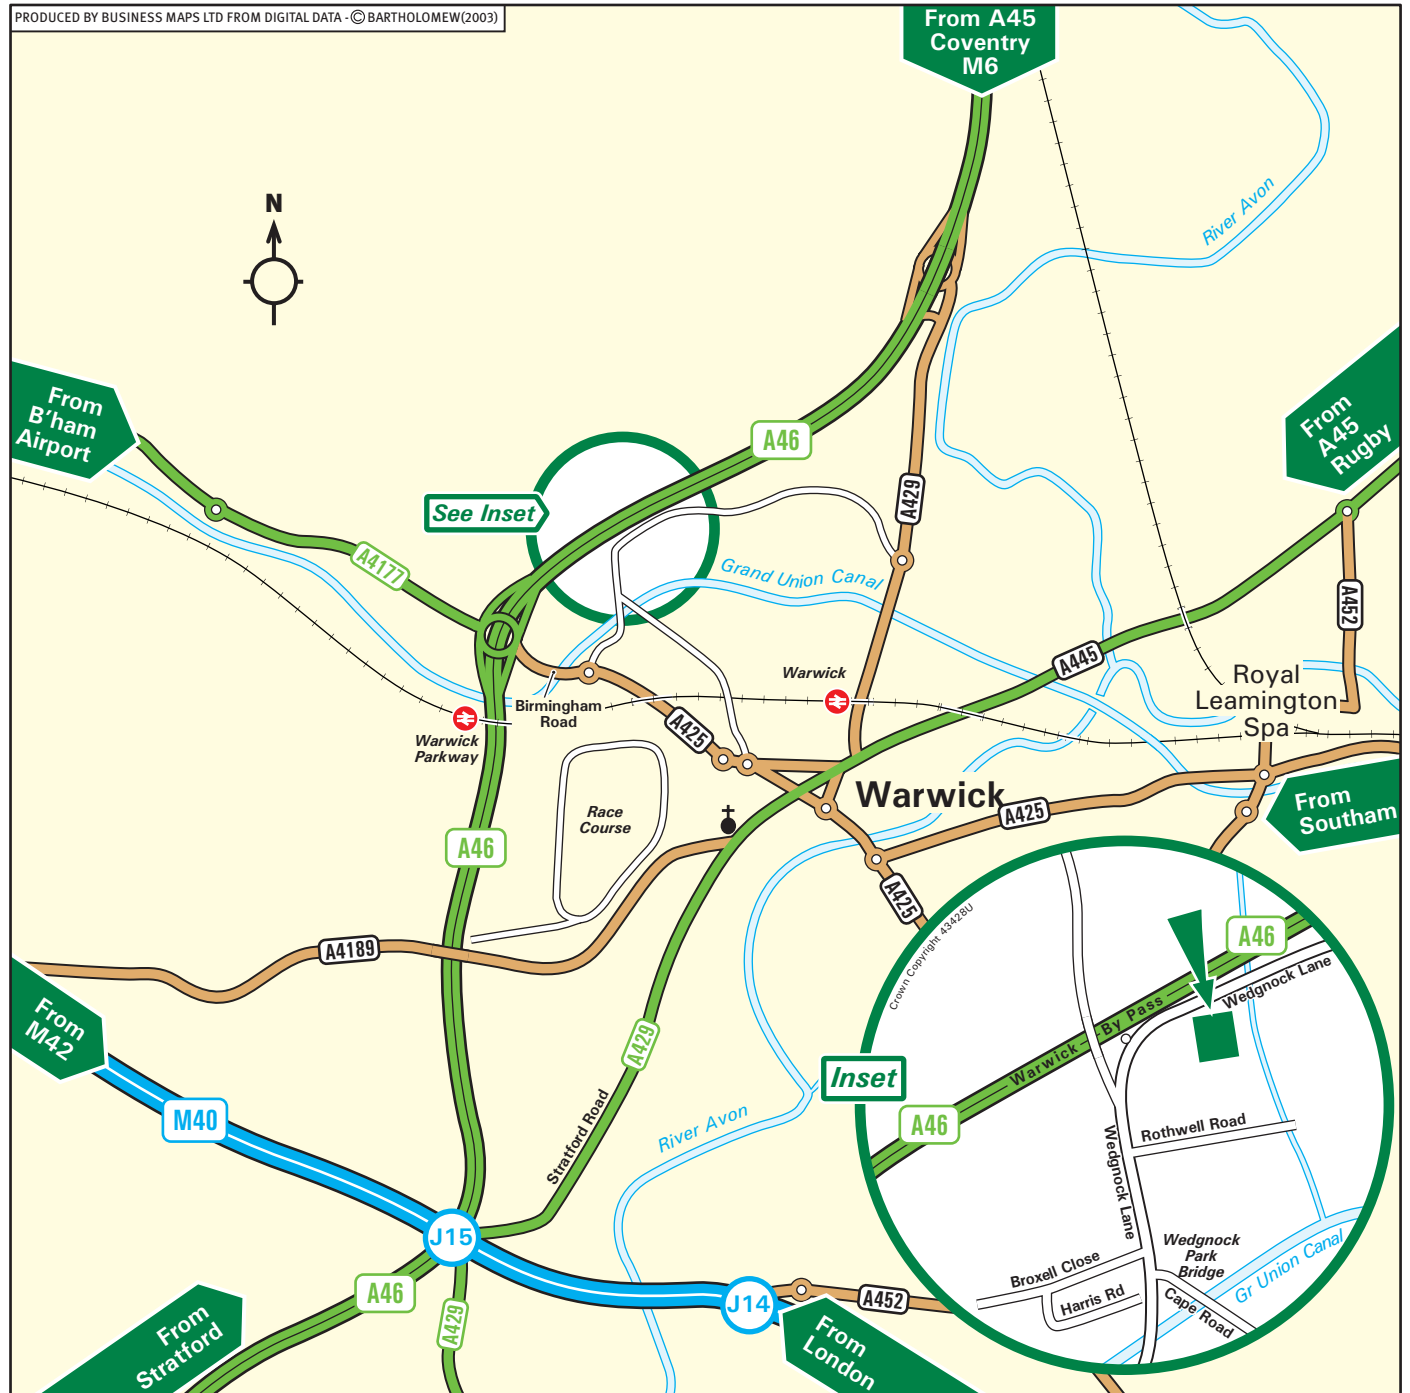 PRODUCED BY BUSINESS MAPS LTD FROM DIGITAL DATA - © BARTHOLOMEW(2003)
From A45
Coventry
M6
N
River Avon
From
B'ham
Airport
From
A45
Rugby
A46
See Inset
A429
A4177
Grand Union Canal
A452
A445
Warwick
Royal
Leamington
Spa
Birmingham
Road
Warwick
Parkway
A425
Race
Course
Warwick
A425
From
Southam
A46
A425
A4189
Crown Copyright 43428U
A46
Wedgnock Lane
Warwick By Pass
From
M42
A429
Inset
M40
A46
River Avon
Stratford Road
Rothwell Road
Wedgnock Lane
J15
Wedgnock
Park
Bridge
Gr Union Canal
Broxell Close
Harris Rd
Cape Road
A46
A429
J14
A452
From
Stratford
From
London